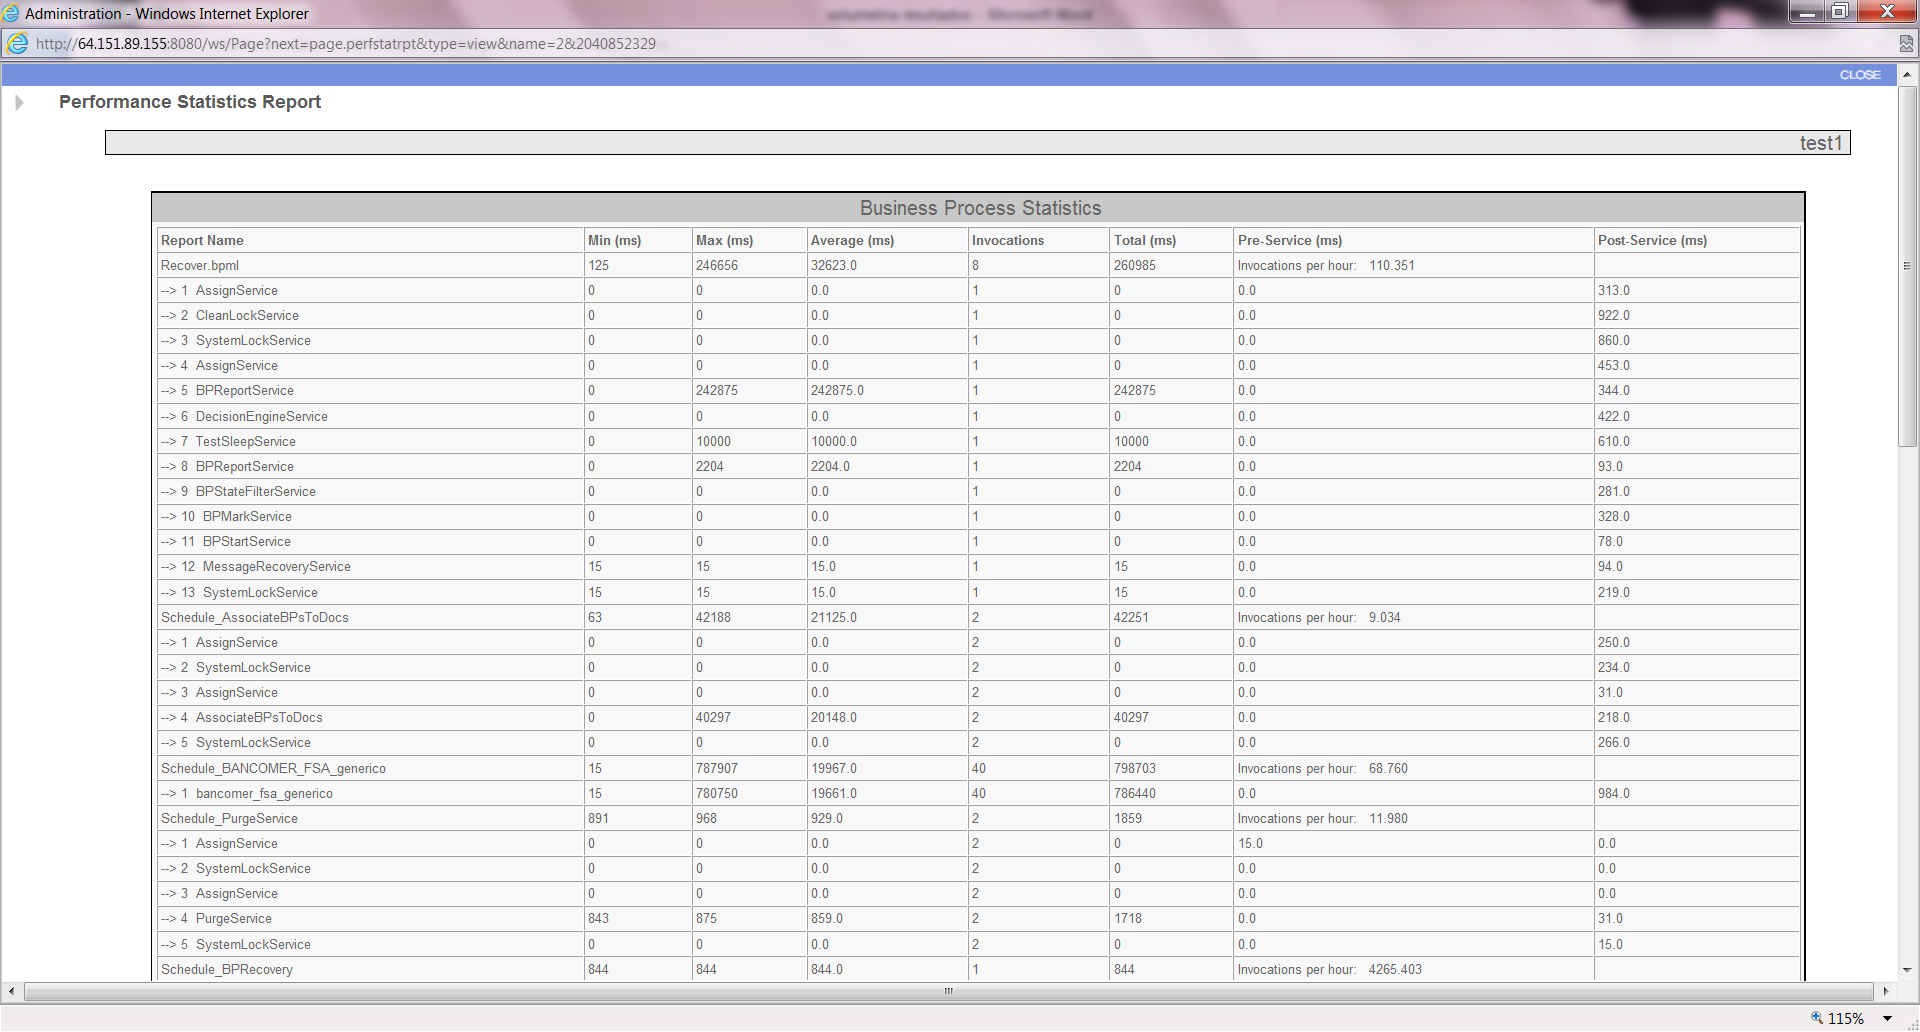 Administration - Windows Internet Explorer
volumetria resultados - Microsoft Word
http://64.151.89.155:8080/ws/Page?next=page.perfstatrpt&type=view&name=2&2040852329
CLOSE
Performance Statistics Report
test1
Business Process Statistics
Report Name Min (ms) Max (ms) Average (ms) Invocations Total (ms) Pre-Service (ms) Post-Service (ms)
Recover.bpml 125 246656 32623.0 8 260985 Invocations per hour: 110.351
--> 1 AssignService 0 0 0.0 1 0 0.0 313.0
--> 2 CleanLockService 0 0 0.0 1 0 0.0 922.0
--> 3 SystemLockService 0 0 0.0 1 0 0.0 860.0
--> 4 AssignService 0 0 0.0 1 0 0.0 453.0
--> 5 BPReportService 0 242875 242875.0 1 242875 0.0 344.0
--> 6 DecisionEngineService 0 0 0.0 1 0 0.0 422.0
--> 7 TestSleepService 0 10000 10000.0 1 10000 0.0 610.0
--> 8 BPReportService 0 2204 2204.0 1 2204 0.0 93.0
--> 9 BPStateFilterService 0 0 0.0 1 0 0.0 281.0
--> 10 BPMarkService 0 0 0.0 1 0 0.0 328.0
--> 11 BPStartService 0 0 0.0 1 0 0.0 78.0
--> 12 MessageRecoveryService 15 15 15.0 1 15 0.0 94.0
--> 13 SystemLockService 15 15 15.0 1 15 0.0 219.0
Schedule_AssociateBPsToDocs 63 42188 21125.0 2 42251 Invocations per hour: 9.034
--> 1 AssignService 0 0 0.0 2 0 0.0 250.0
--> 2 SystemLockService 0 0 0.0 2 0 0.0 234.0
--> 3 AssignService 0 0 0.0 2 0 0.0 31.0
--> 4 AssociateBPsToDocs 0 40297 20148.0 2 40297 0.0 218.0
--> 5 SystemLockService 0 0 0.0 2 0 0.0 266.0
Schedule_BANCOMER_FSA_generico 15 787907 19967.0 40 798703 Invocations per hour: 68.760
--> 1 bancomer_fsa_generico 15 780750 19661.0 40 786440 0.0 984.0
Schedule_PurgeService 891 968 929.0 2 1859 Invocations per hour: 11.980
--> 1 AssignService 0 0 0.0 2 0 15.0 0.0
--> 2 SystemLockService 0 0 0.0 2 0 0.0 0.0
--> 3 AssignService 0 0 0.0 2 0 0.0 0.0
--> 4 PurgeService 843 875 859.0 2 1718 0.0 31.0
--> 5 SystemLockService 0 0 0.0 2 0 0.0 15.0
Schedule_BPRecovery 844 844 844.0 1 844 Invocations per hour: 4265.403
115%